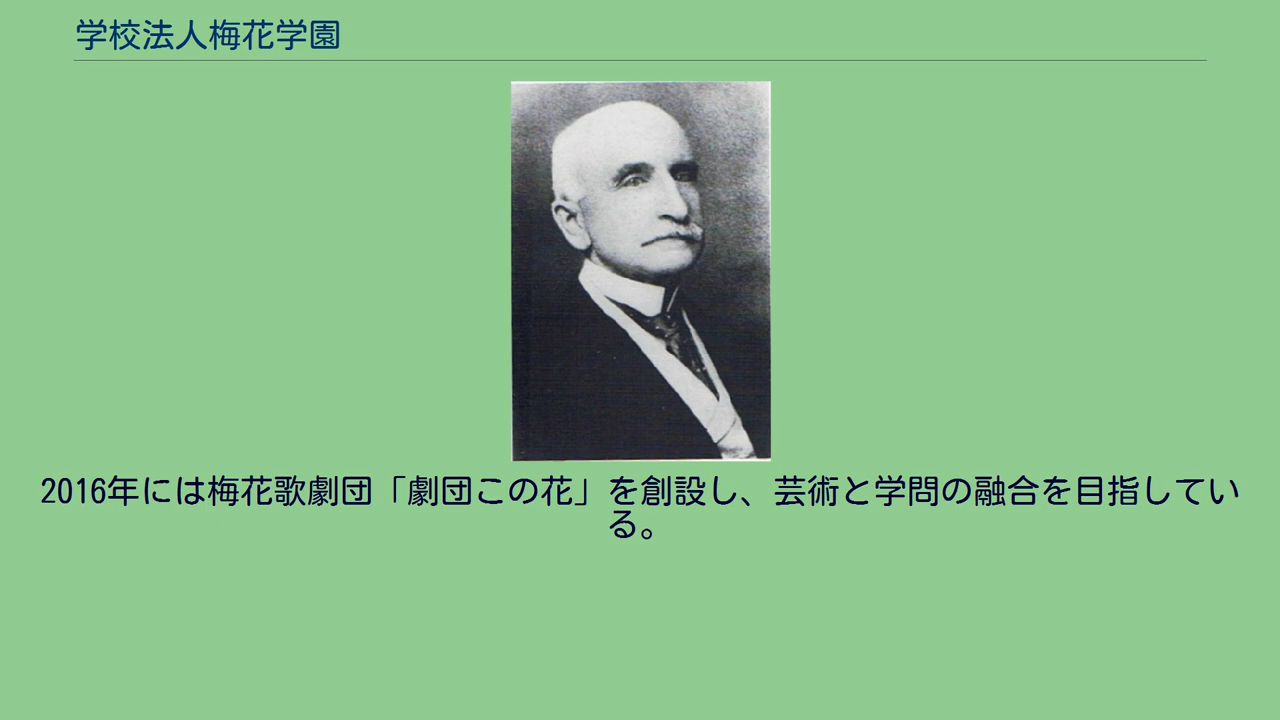 学校法人梅花学園
2016年には梅花歌劇団「劇団この花」を創設し、芸術と学問の融合を目指してい
る。